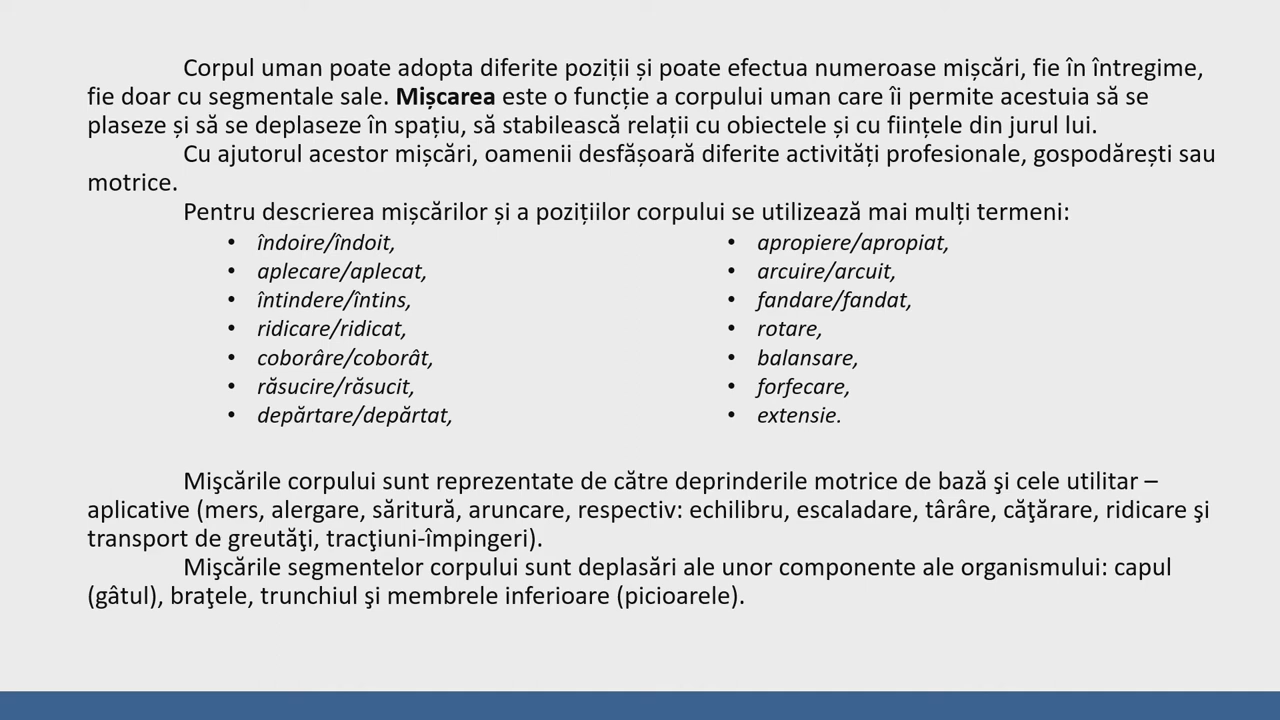 Corpul uman poate adopta diferite poziții și poate efectua numeroase mișcări, fie în întregime,
fie doar cu segmentale sale. Mișcarea este o funcție a corpului uman care îi permite acestuia să se
plaseze și să se deplaseze în spațiu, să stabilească relații cu obiectele și cu ființele din jurul lui.
Cu ajutorul acestor mișcări, oamenii desfășoară diferite activități profesionale, gospodărești sau
motrice.
Pentru descrierea mișcărilor și a pozițiilor corpului se utilizează mai mulți termeni:
• îndoire/îndoit,
• aplecare/aplecat,
• întindere/întins,
• ridicare/ridicat,
• coborâre/coborât,
• răsucire/răsucit,
• depărtare/depărtat,
• apropiere/apropiat,
• arcuire/arcuit,
• fandare/fandat,
• rotare,
• balansare,
• forfecare,
• extensie.
Mişcările corpului sunt reprezentate de către deprinderile motrice de bază şi cele utilitar –
aplicative (mers, alergare, săritură, aruncare, respectiv: echilibru, escaladare, târâre, căţărare, ridicare şi
transport de greutăţi, tracţiuni-împingeri).
Mişcările segmentelor corpului sunt deplasări ale unor componente ale organismului: capul
(gâtul), braţele, trunchiul şi membrele inferioare (picioarele).